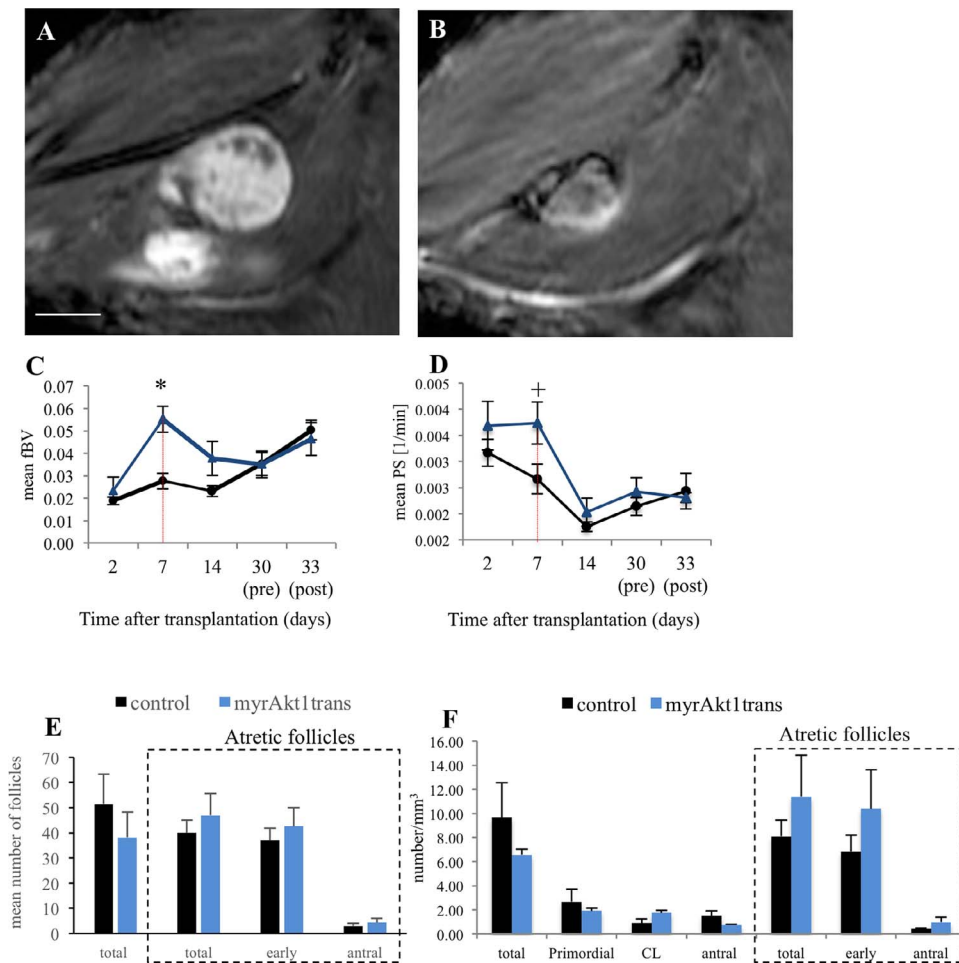 A
B
C
*
mean fBV
0.07
0.06
0.05
0.04
0.03
0.02
0.01
0.00
2 7 14 30 33
(pre) (post)
Time after transplantation (days)
D
+
mean PS [1/min]
0.005
0.004
0.004
0.003
0.003
0.002
0.002
2 7 14 30 33
(pre) (post)
Time after transplantation (days)
control myrAkt1trans
E
Atretic follicles
mean number of follicles
70
60
50
40
30
20
10
0
total total early antral
control myrAkt1trans
F
Atretic follicles
number/mm³
16.00
14.00
12.00
10.00
8.00
6.00
4.00
2.00
0.00
total Primordial CL antral total early antral